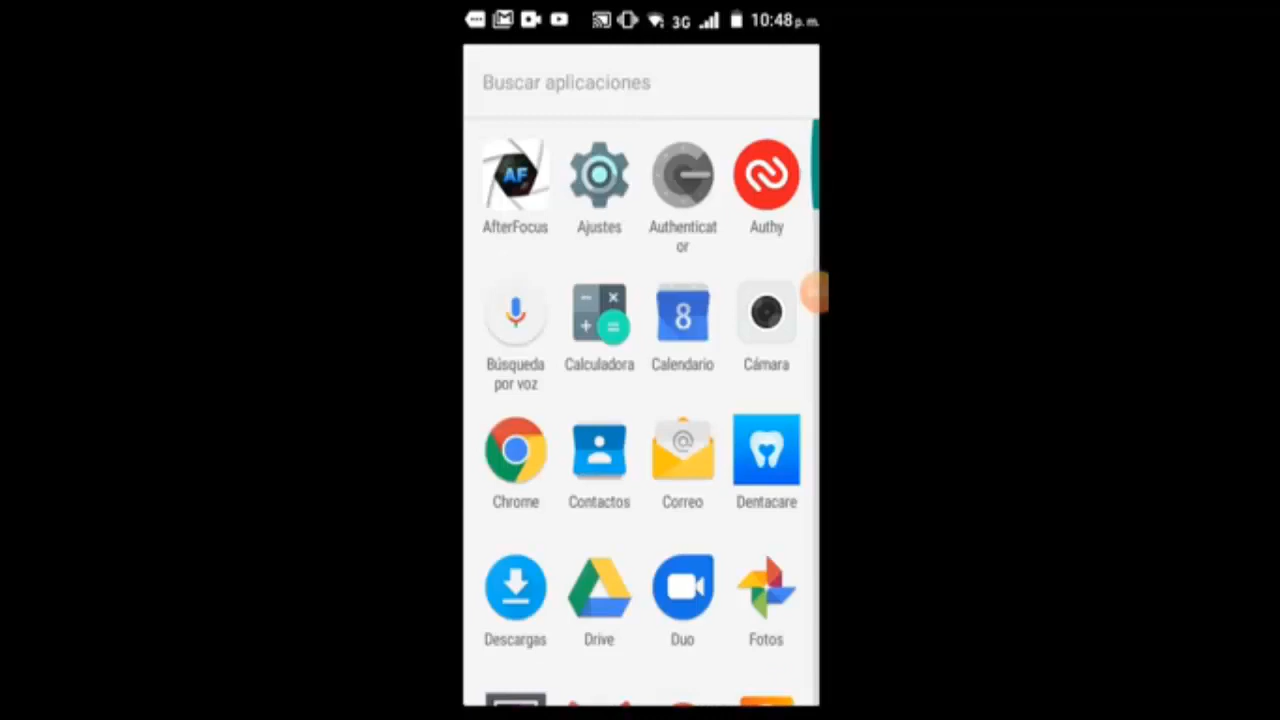 3G 10:48 p.m.
Buscar aplicaciones
AF
AfterFocus Ajustes Authenticat
or Authy
8
Búsqueda
por voz Calculadora Calendario Cámara
@
Chrome Contactos Correo Dentacare
Descargas Drive Duo Fotos